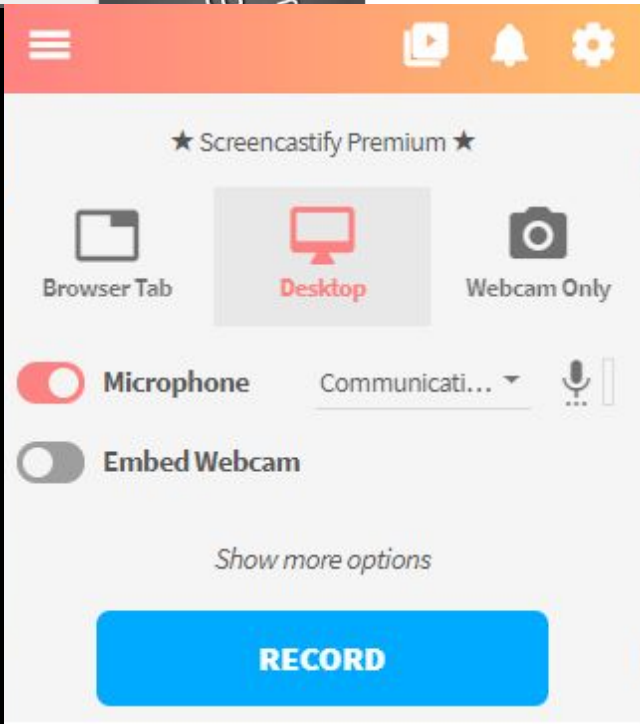 ★ Screencastify Premium ★
Browser Tab Desktop Webcam Only
Microphone Communicati...
Embed Webcam
Show more options
RECORD